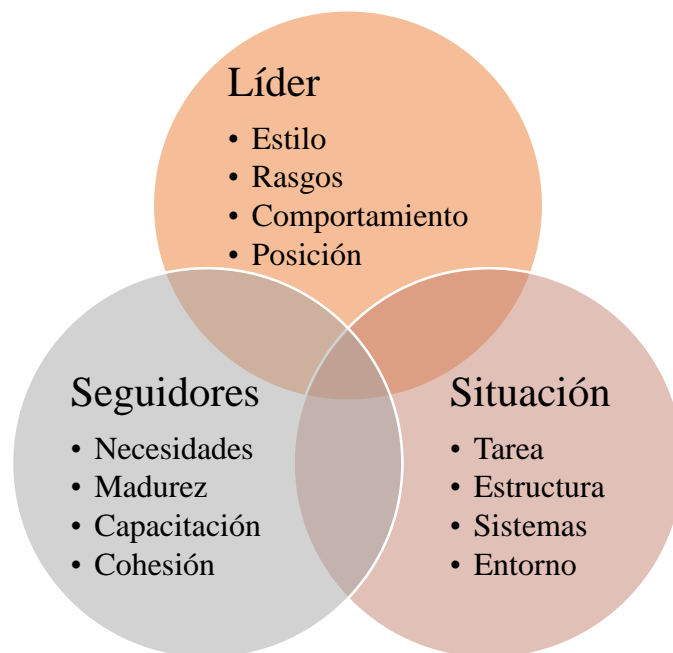 Líder
• Estilo
• Rasgos
• Comportamiento
• Posición
Seguidores
• Necesidades
• Madurez
• Capacitación
• Cohesión
Situación
• Tarea
• Estructura
• Sistemas
• Entorno